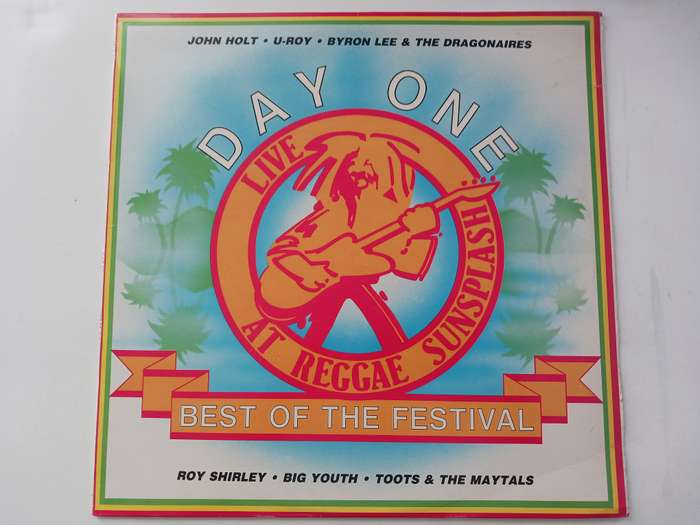 JOHN HOLT • U-ROY • BYRON LEE & THE DRAGONAIRES
DAY ONE
LIVE AT REGGAE SUNSPLASH
BEST OF THE FESTIVAL
ROY SHIRLEY • BIG YOUTH • TOOTS & THE MAYTALS